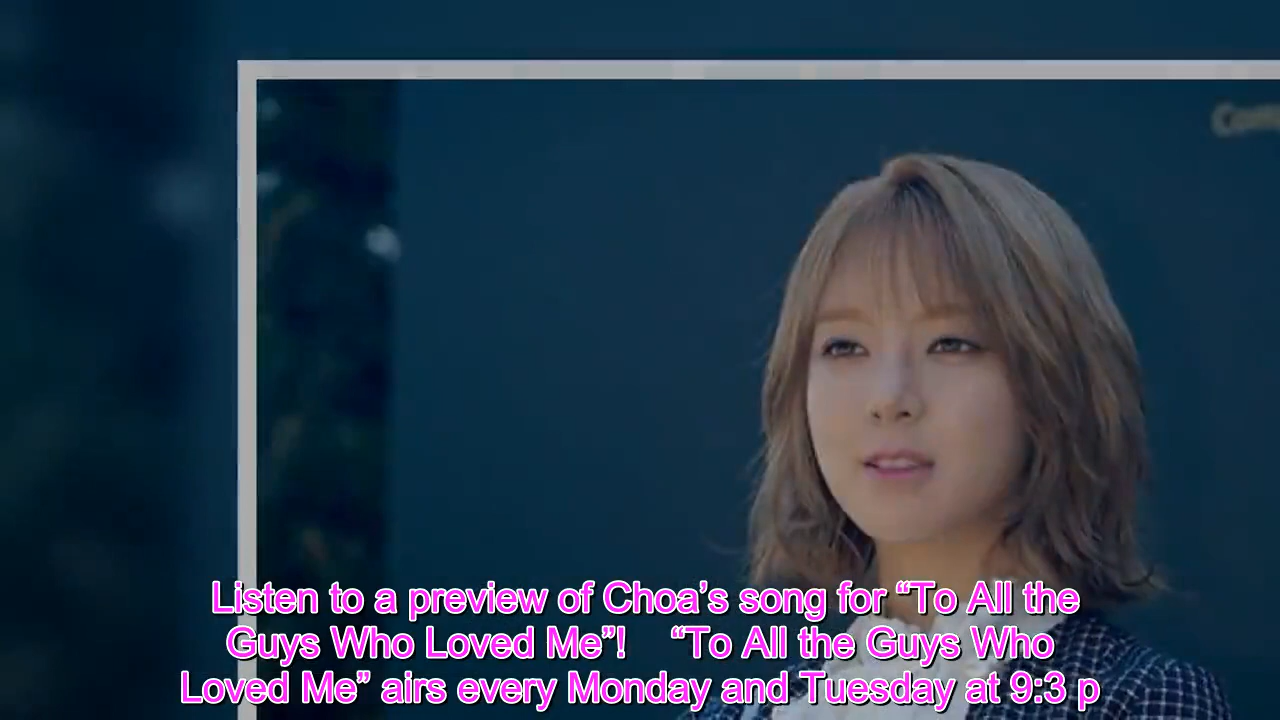 Listen to a preview of Choa’s song for “To All the
Guys Who Loved Me”! “To All the Guys Who
Loved Me” airs every Monday and Tuesday at 9:3 p